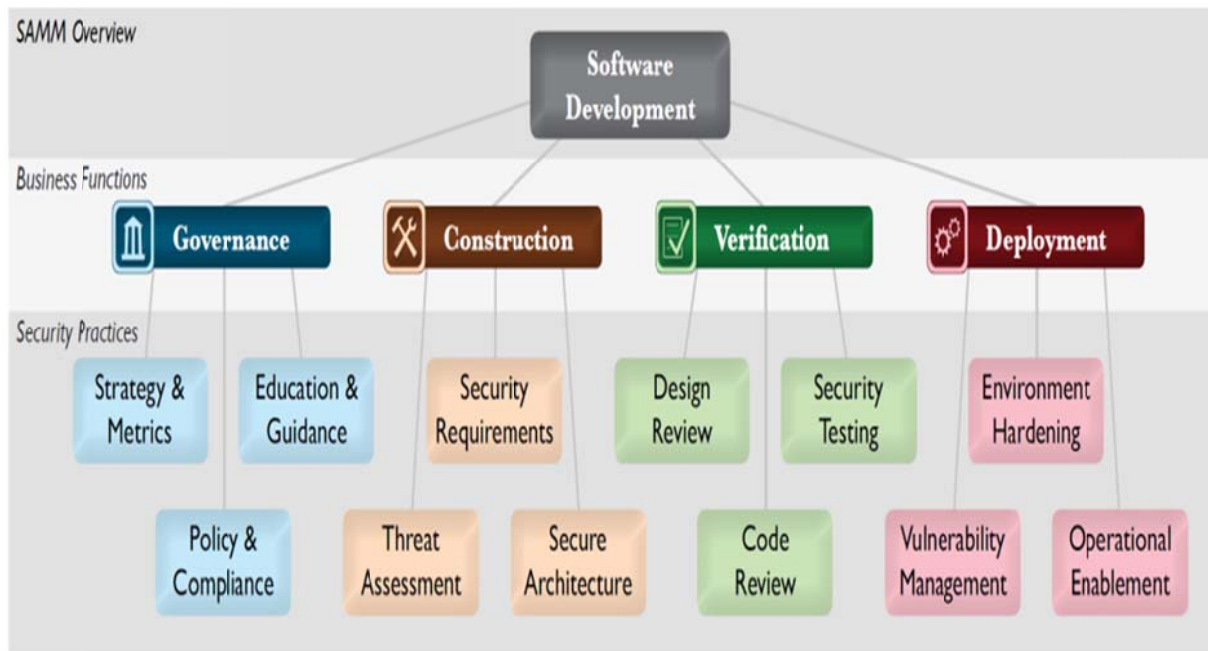 SAMM Overview
Software
Development
Business Functions
Governance
Construction
Verification
Deployment
Security Practices
Strategy &
Metrics
Education &
Guidance
Security
Requirements
Design
Review
Security
Testing
Environment
Hardening
Policy &
Compliance
Threat
Assessment
Secure
Architecture
Code
Review
Vulnerability
Management
Operational
Enablement